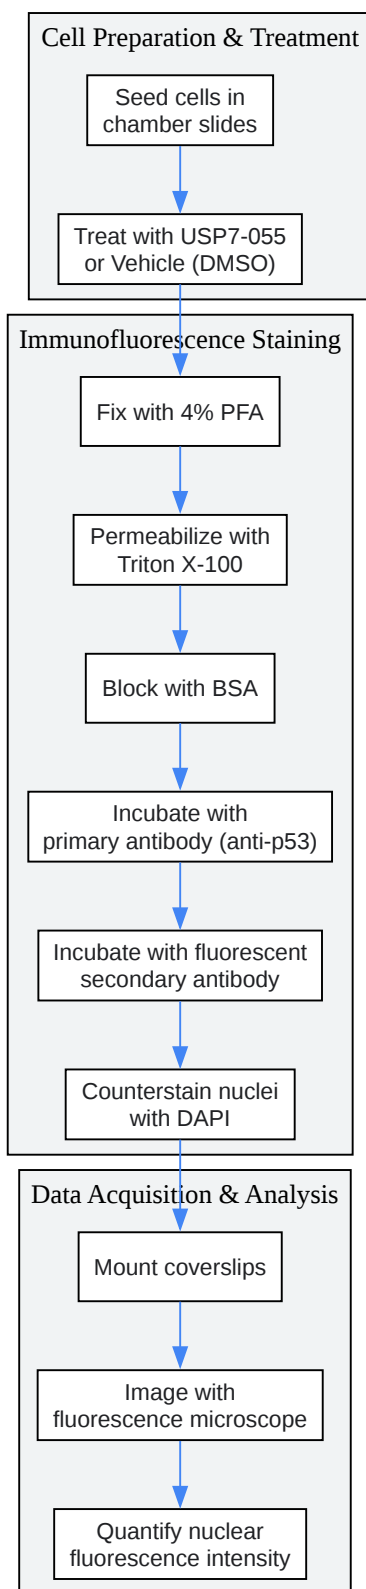 Cell Preparation & Treatment
Seed cells in
chamber slides
Treat with USP7-055
or Vehicle (DMSO)
Immunofluorescence Staining
Fix with 4% PFA
Permeabilize with
Triton X-100
Block with BSA
Incubate with
primary antibody (anti-p53)
Incubate with fluorescent
secondary antibody
Counterstain nuclei
with DAPI
Data Acquisition & Analysis
Mount coverslips
Image with
fluorescence microscope
Quantify nuclear
fluorescence intensity